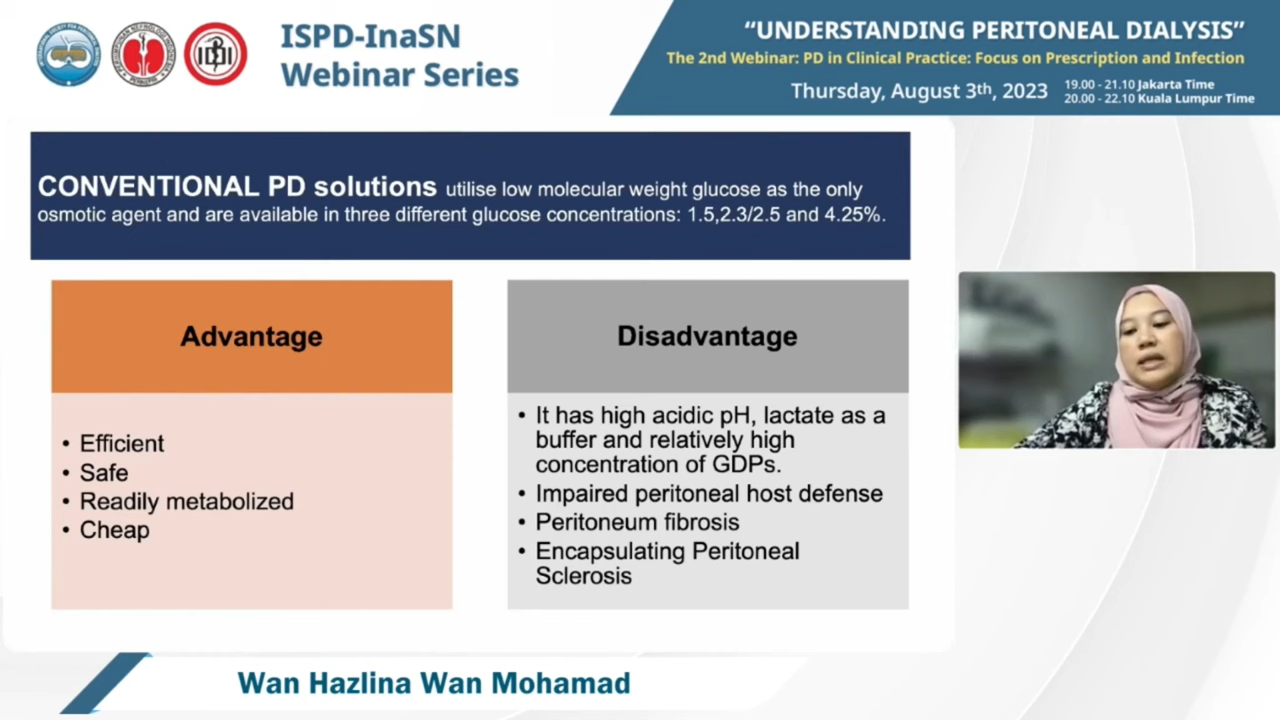 ISPD-InaSN
Webinar Series
“UNDERSTANDING PERITONEAL DIALYSIS”
The 2nd Webinar: PD in Clinical Practice: Focus on Prescription and Infection
Thursday, August 3th, 2023
19.00 - 21.10 Jakarta Time
20.00 - 22.10 Kuala Lumpur Time
CONVENTIONAL PD solutions utilise low molecular weight glucose as the only
osmotic agent and are available in three different glucose concentrations: 1.5,2.3/2.5 and 4.25%.
Advantage
• Efficient
• Safe
• Readily metabolized
• Cheap
Disadvantage
• It has high acidic pH, lactate as a
buffer and relatively high
concentration of GDPs.
• Impaired peritoneal host defense
• Peritoneum fibrosis
• Encapsulating Peritoneal
Sclerosis
Wan Hazlina Wan Mohamad